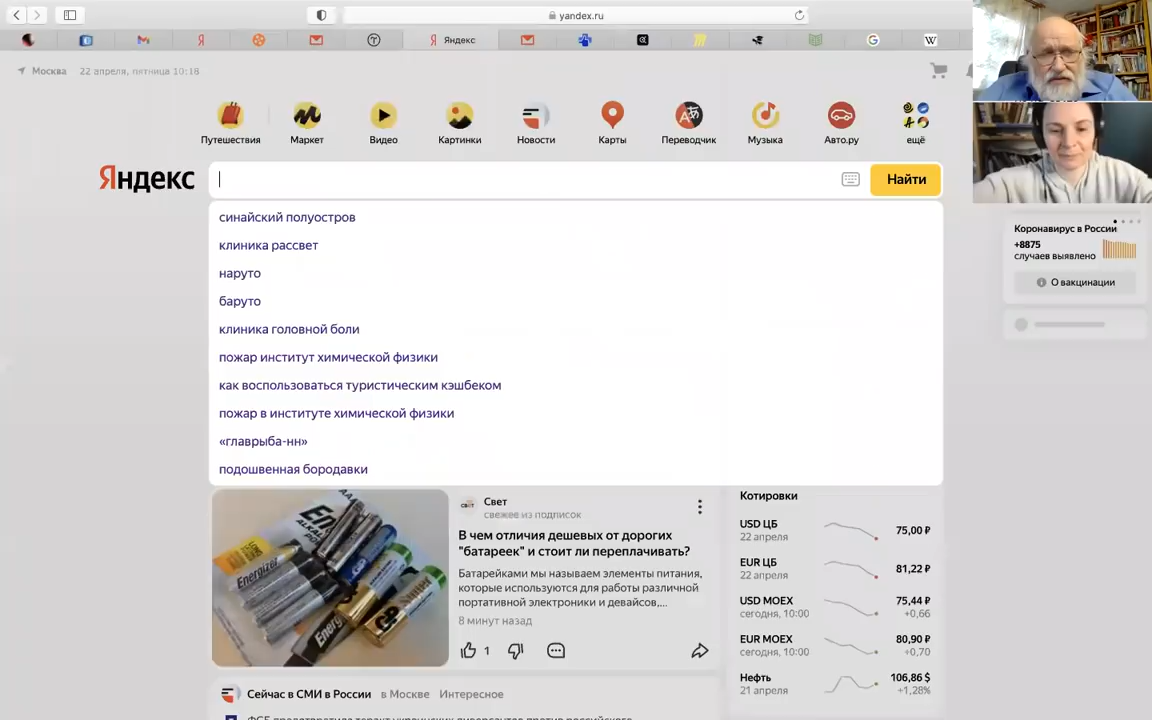 yandex.ru
Яндекс
Москва 22 апреля, пятница 10:18
Путешествия Маркет Видео Картинки Новости Карты Переводчик Музыка Авто.ру ещё
Яндекс
Найти
синайский полуостров
клиника рассвет
наруто
баруто
клиника головной боли
пожар институт химической физики
как воспользоваться туристическим кэшбеком
пожар в институте химической физики
«главрыба-нн»
подошвенная бородавки
Коронавирус в России
+8875
случаев выявлено
О вакцинации
Свет
свежее из подписок
В чем отличия дешевых от дорогих
"батареек" и стоит ли переплачивать?
Батарейками мы называем элементы питания,
которые используются для работы различной
портативной электроники и девайсов,...
8 минут назад
1
Energizer
GP
Котировки
USD ЦБ 75,00 ₽
22 апреля
EUR ЦБ 81,22 ₽
22 апреля
USD MOEX 75,44 ₽
сегодня, 10:00 +0,66
EUR MOEX 80,90 ₽
сегодня, 10:00 +0,70
Нефть 106,86 $
21 апреля +1,28%
Сейчас в СМИ в России в Москве Интересное